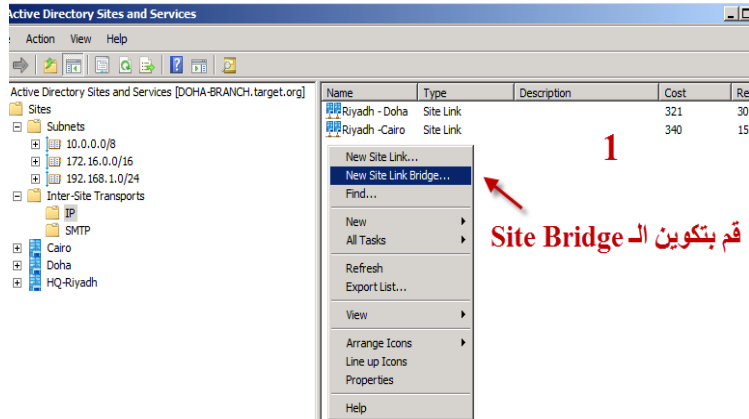 Active Directory Sites and Services
Action View Help
Active Directory Sites and Services [DOHA-BRANCH.target.org]
Sites
Subnets
10.0.0.0/8
172.16.0.0/16
192.168.1.0/24
Inter-Site Transports
IP
SMTP
Cairo
Doha
HQ-Riyadh
Name Type Description Cost Re
Riyadh - Doha Site Link 321 30
Riyadh -Cairo Site Link 340 15
1
New Site Link...
New Site Link Bridge...
Find...
New
All Tasks
Refresh
Export List...
View
Arrange Icons
Line up Icons
Properties
Help
قم بتكوين الـ Site Bridge